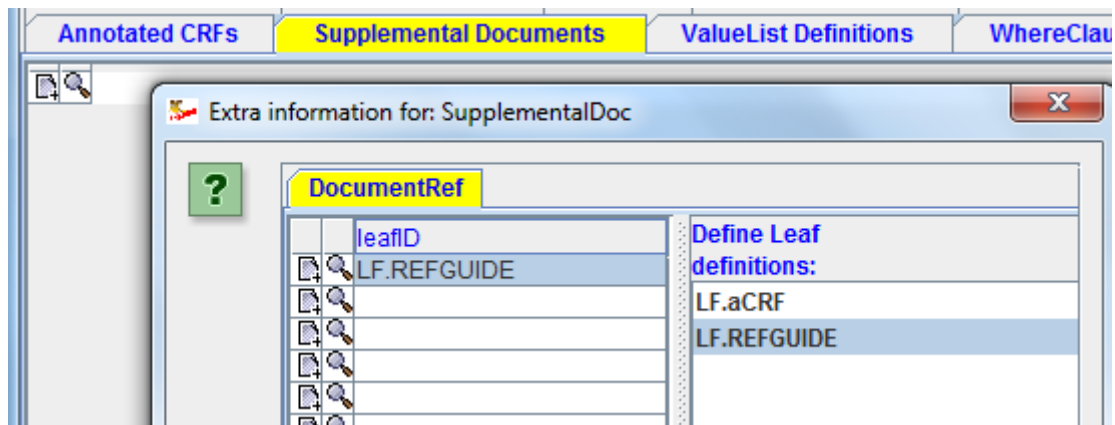 Annotated CRFs Supplemental Documents ValueList Definitions WhereClau
Extra information for: SupplementalDoc
?
DocumentRef
leafID
LF.REFGUIDE
Define Leaf
definitions:
LF.aCRF
LF.REFGUIDE